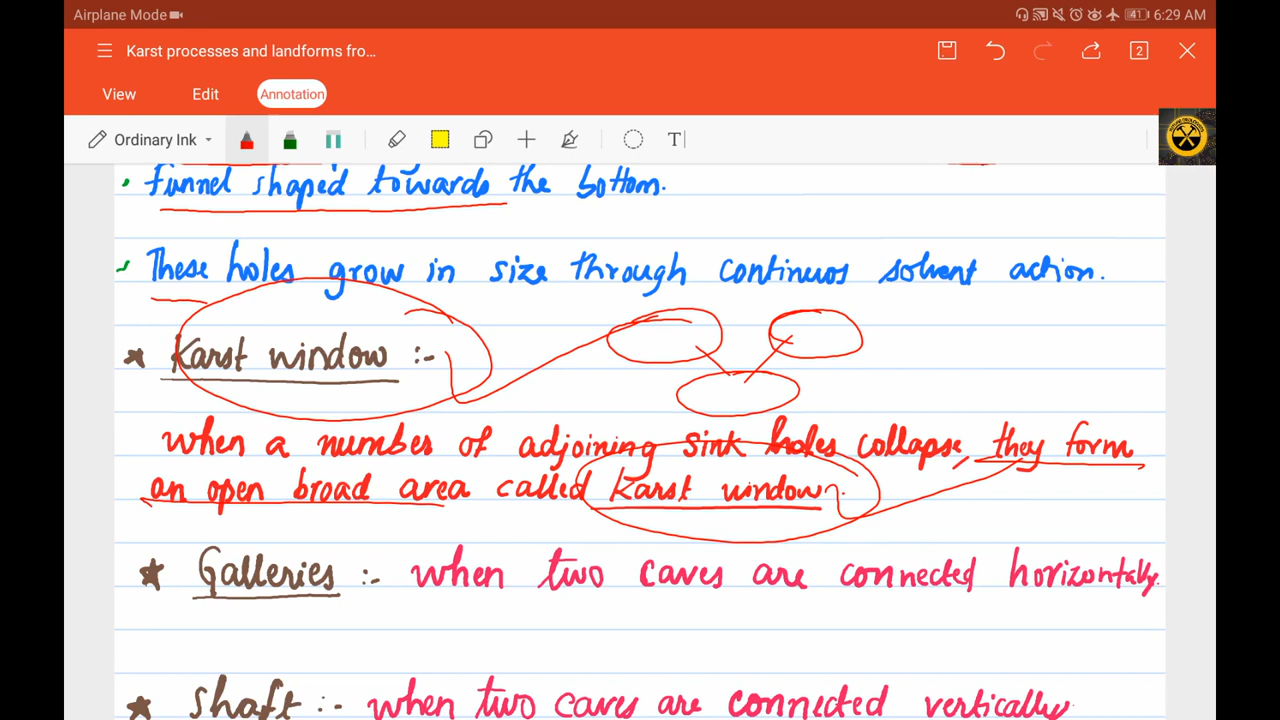 Airplane Mode
41 6:29 AM
Karst processes and landforms fro...
2
View Edit Annotation
Ordinary Ink
T
Funnel shaped towards the bottom.
These holes grow in size through continuos solvent action.
Karst window :-
when a number of adjoining sink holes collapse, they form
an open broad area called Karst window.
Galleries :- when two caves are connected horizontally.
Shaft :- when two caves are connected vertically